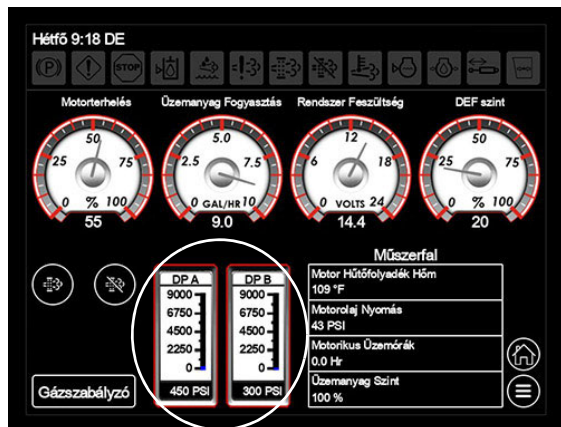 Hétfő 9:18 DE
(P)
STOP
Motorterhelés Üzemanyag Fogyasztás Rendszer Feszültség DEF szint
50 5.0 12 50
25 75 2.5 7.5 6 18 25 75
0 % 100 0 GAL/HR 10 0 VOLTS 24 0 % 100
55 9.0 14.4 20
Műszerfal
DP A DP B
9000 9000
6750 6750
4500 4500
2250 2250
0 0
450 PSI 300 PSI
Motor Hűtőfolyadék Hőm
109 °F
Motorolaj Nyomás
43 PSI
Motorikus Üzemórák
0.0 Hr
Üzemanyag Szint
100 %
Gázszabályzó